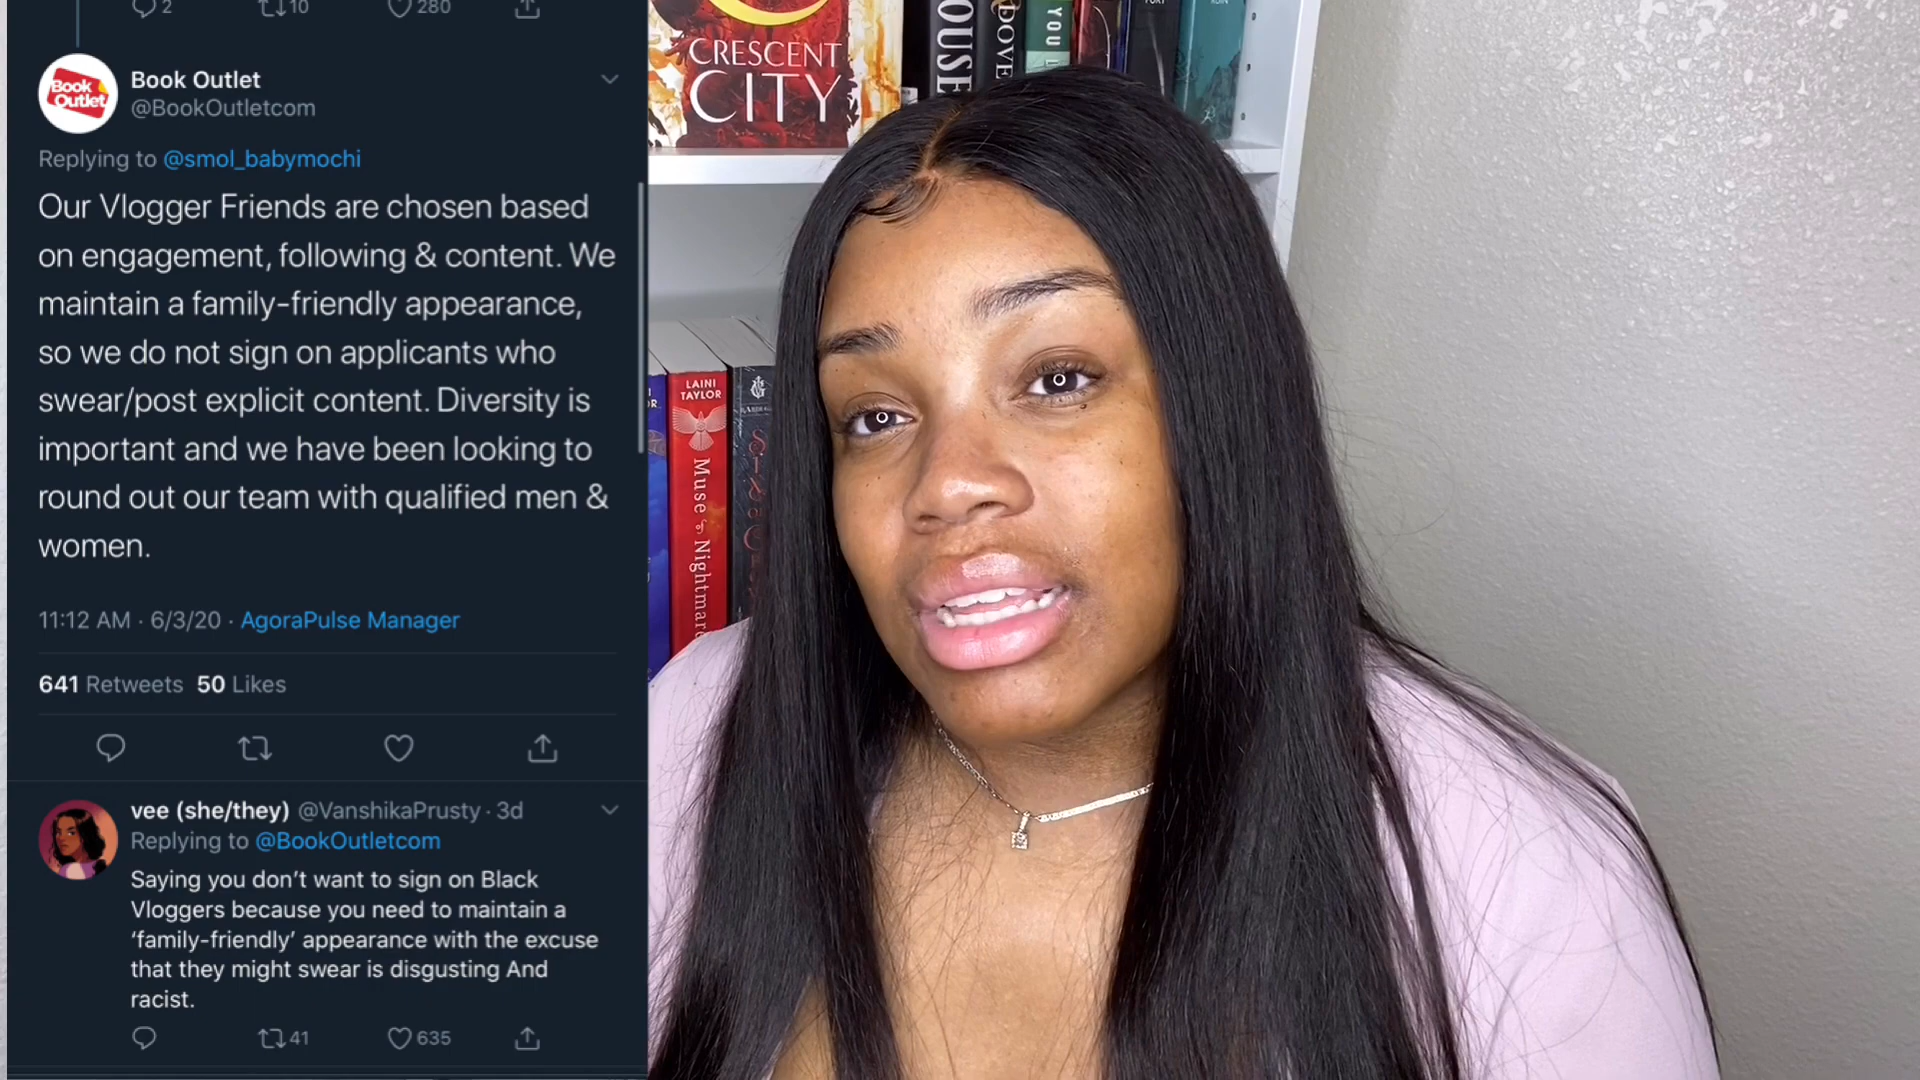 2 10 280
Book Outlet
@BookOutletcom
Book
Outlet
Replying to @smol_babymochi
Our Vlogger Friends are chosen based
on engagement, following & content. We
maintain a family-friendly appearance,
so we do not sign on applicants who
swear/post explicit content. Diversity is
important and we have been looking to
round out our team with qualified men &
women.
11:12 AM · 6/3/20 · AgoraPulse Manager
641 Retweets 50 Likes
vee (she/they) @VanshikaPrusty · 3d
Replying to @BookOutletcom
Saying you don’t want to sign on Black
Vloggers because you need to maintain a
‘family-friendly’ appearance with the excuse
that they might swear is disgusting And
racist.
41 635
CRESCENT
CITY
HOUSE
ABOVE
YOU
LAINI
TAYLOR
Muse of Nightmares